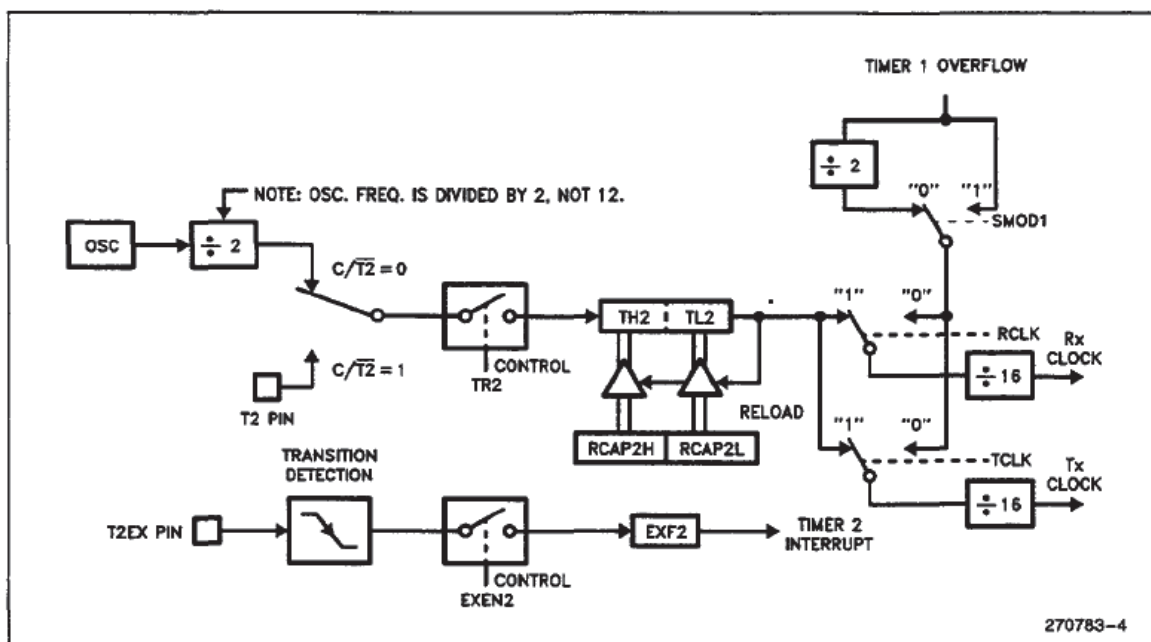 TIMER 1 OVERFLOW
÷ 2
NOTE: OSC. FREQ. IS DIVIDED BY 2, NOT 12.
"0" "1"
SMOD1
OSC
÷ 2
C/T2̅ = 0
"1" "0"
TH2 TL2
RCLK
Rx CLOCK
CONTROL
TR2
C/T2̅ = 1
÷ 16
T2 PIN
RELOAD
"1" "0"
RCAP2H RCAP2L
TRANSITION
DETECTION
TCLK
Tx CLOCK
÷ 16
T2EX PIN
EXF2
TIMER 2
INTERRUPT
CONTROL
EXEN2
270783-4